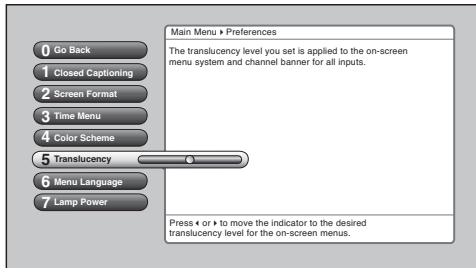 Main Menu ▸ Preferences
0 Go Back
1 Closed Captioning
2 Screen Format
3 Time Menu
4 Color Scheme
5 Translucency
6 Menu Language
7 Lamp Power
The translucency level you set is applied to the on-screen
menu system and channel banner for all inputs.
Press ◂ or ▸ to move the indicator to the desired
translucency level for the on-screen menus.